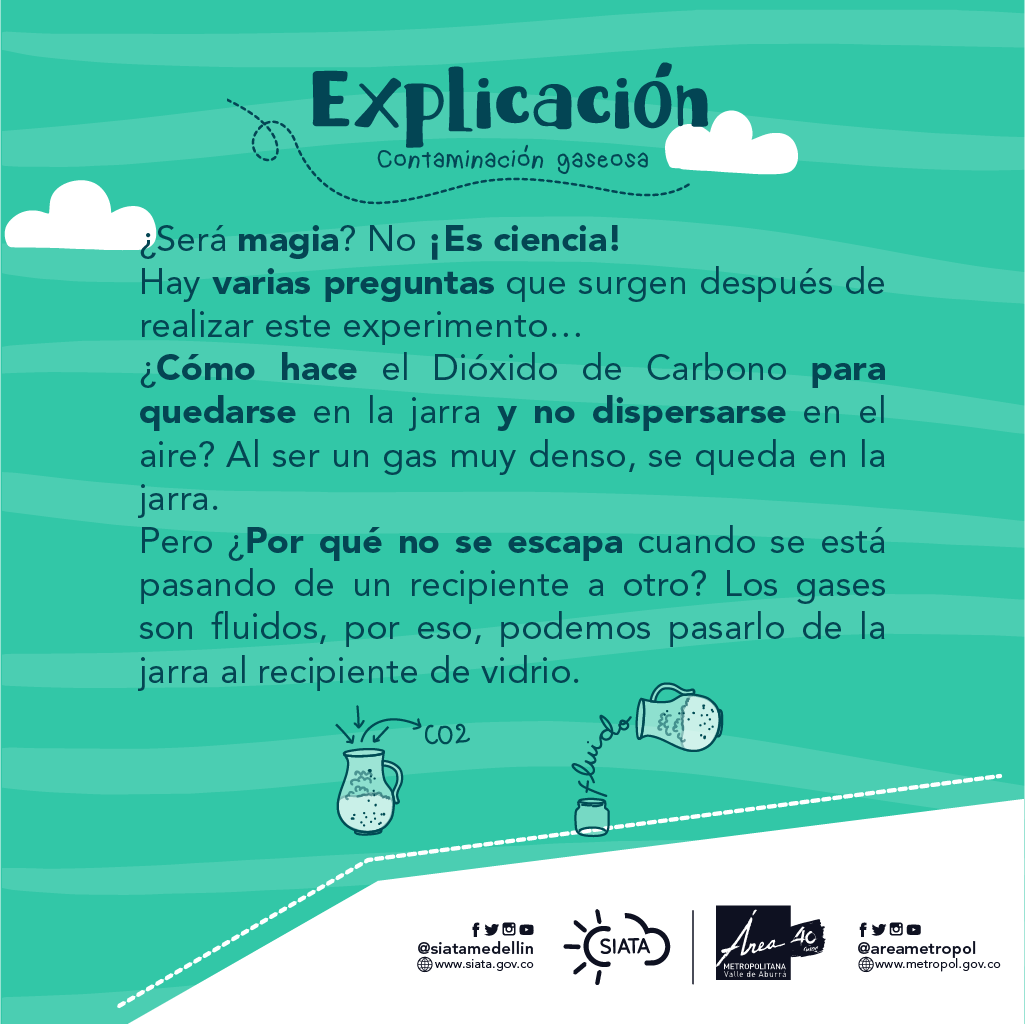 Explicación
Contaminación gaseosa
¿Será magia? No ¡Es ciencia!
Hay varias preguntas que surgen después de
realizar este experimento...
¿Cómo hace el Dióxido de Carbono para
quedarse en la jarra y no dispersarse en el
aire? Al ser un gas muy denso, se queda en la
jarra.
Pero ¿Por qué no se escapa cuando se está
pasando de un recipiente a otro? Los gases
son fluidos, por eso, podemos pasarlo de la
jarra al recipiente de vidrio.
CO2
fluido
@siatamedellin
www.siata.gov.co
SIATA
Área
40
METROPOLITANA
Valle de Aburrá
@areametropol
www.metropol.gov.co